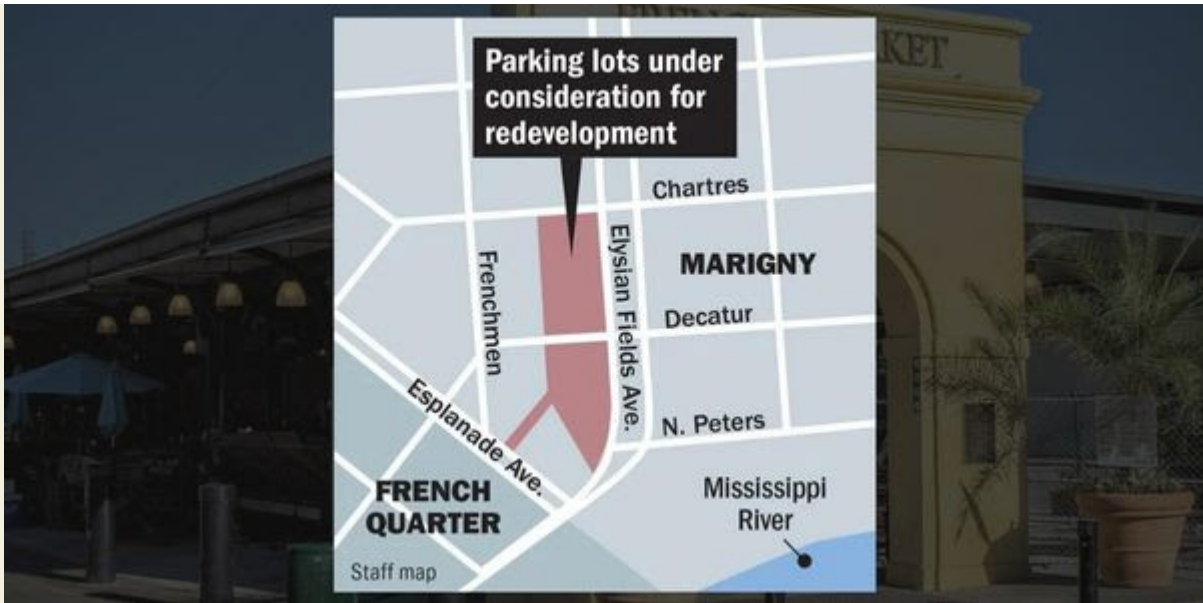 Parking lots under
consideration for
redevelopment
KET
Chartres
Frenchmen
Elysian Fields Ave.
MARIGNY
Decatur
Esplanade Ave.
N. Peters
FRENCH
QUARTER
Mississippi
River
Staff map